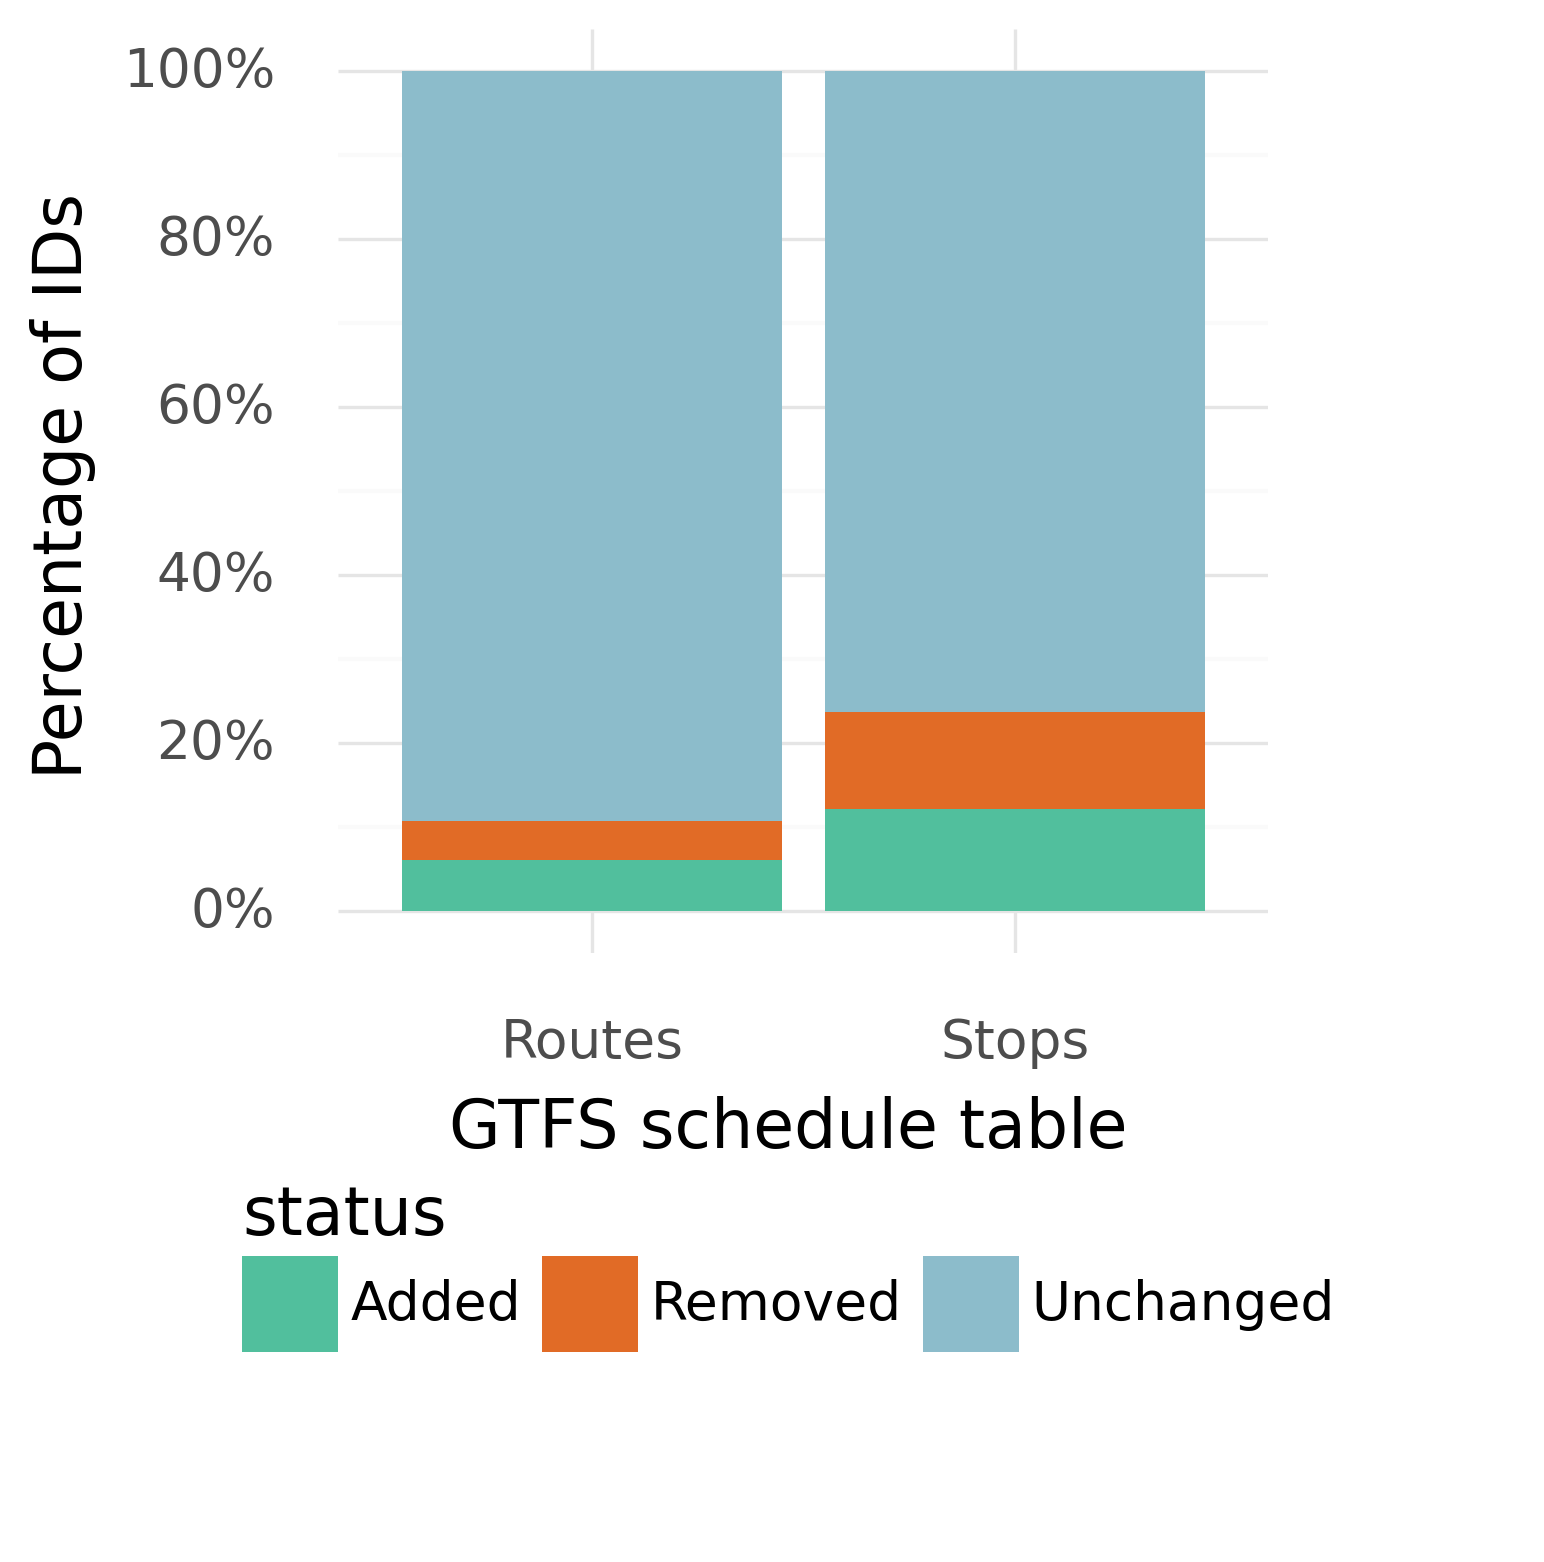 100%
80%
60%
40%
20%
0%
Percentage of IDs
Routes
Stops
GTFS schedule table
status
Added
Removed
Unchanged